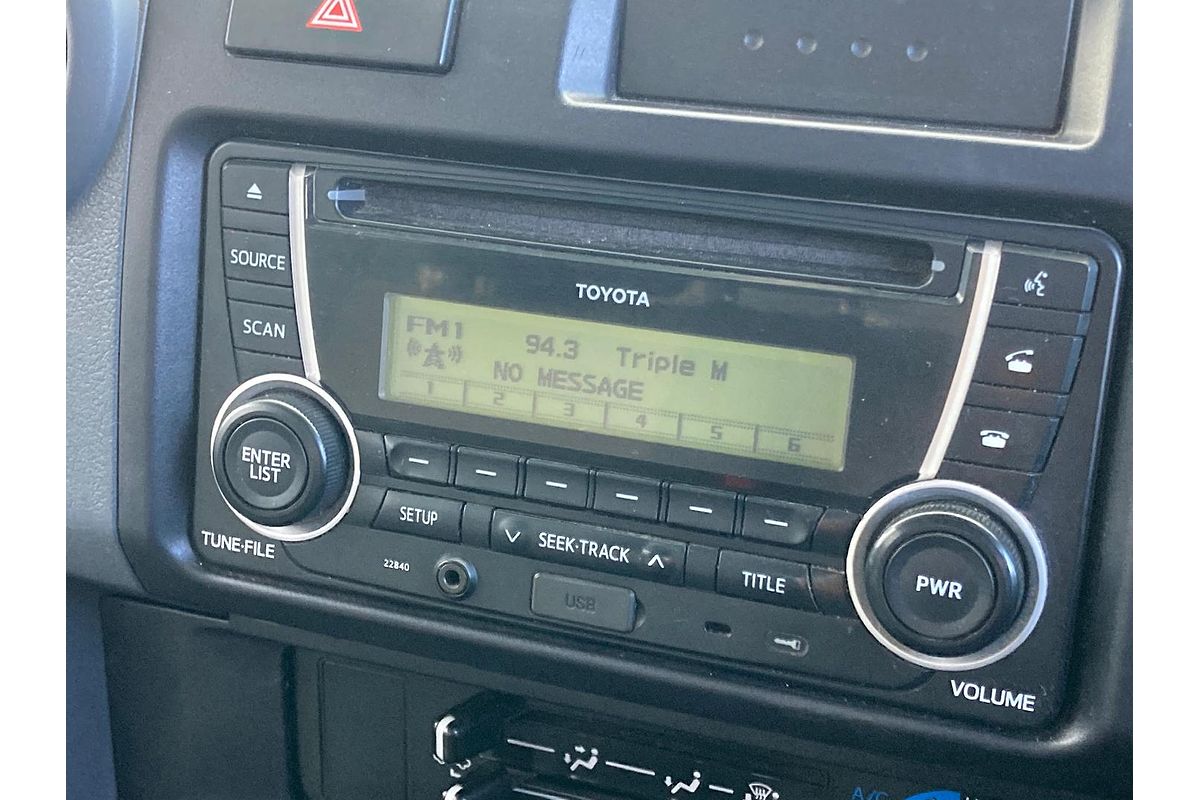 SOURCE
SCAN
TOYOTA
FM1 94.3 Triple M
NO MESSAGE
1 2 3 4 5 6
ENTER
LIST
TUNE·FILE
SETUP
SEEK·TRACK
TITLE
22840
USB
PWR
VOLUME
A/C